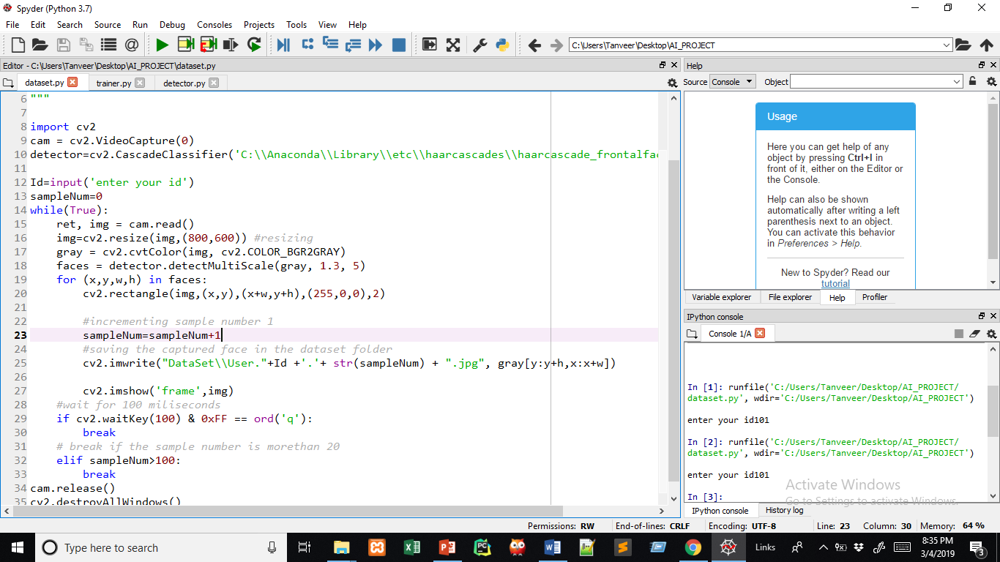 Spyder (Python 3.7)
File Edit Search Source Run Debug Consoles Projects Tools View Help
C:\Users\Tanveer\Desktop\AI_PROJECT
Editor - C:\Users\Tanveer\Desktop\AI_PROJECT\dataset.py
dataset.py trainer.py detector.py
6 """
7
8 import cv2
9 cam = cv2.VideoCapture(0)
10 detector=cv2.CascadeClassifier('C:\\Anaconda\\Library\\etc\\haarcascades\\haarcascade_frontalfac
11
12 Id=input('enter your id')
13 sampleNum=0
14 while(True):
15     ret, img = cam.read()
16     img=cv2.resize(img,(800,600)) #resizing
17     gray = cv2.cvtColor(img, cv2.COLOR_BGR2GRAY)
18     faces = detector.detectMultiScale(gray, 1.3, 5)
19     for (x,y,w,h) in faces:
20         cv2.rectangle(img,(x,y),(x+w,y+h),(255,0,0),2)
21
22         #incrementing sample number 1
23         sampleNum=sampleNum+1
24         #saving the captured face in the dataset folder
25         cv2.imwrite("DataSet\\User."+Id +'.'+ str(sampleNum) + ".jpg", gray[y:y+h,x:x+w])
26
27         cv2.imshow('frame',img)
28     #wait for 100 miliseconds
29     if cv2.waitKey(100) & 0xFF == ord('q'):
30         break
31     # break if the sample number is morethan 20
32     elif sampleNum>100:
33         break
34 cam.release()
35 cv2.destroyAllWindows()
Help
Source Console Object
Usage
Here you can get help of any
object by pressing Ctrl+I in
front of it, either on the Editor or
the Console.
Help can also be shown
automatically after writing a left
parenthesis next to an object.
You can activate this behavior
in Preferences > Help.
New to Spyder? Read our
tutorial
Variable explorer File explorer Help Profiler
IPython console
Console 1/A
In [1]: runfile('C:/Users/Tanveer/Desktop/AI_PROJECT/
dataset.py', wdir='C:/Users/Tanveer/Desktop/AI_PROJECT')
enter your id101
In [2]: runfile('C:/Users/Tanveer/Desktop/AI_PROJECT/
dataset.py', wdir='C:/Users/Tanveer/Desktop/AI_PROJECT')
enter your id101
In [3]:
Activate Windows
Go to Settings to activate Windows.
IPython console History log
Permissions: RW End-of-lines: CRLF Encoding: UTF-8 Line: 23 Column: 30 Memory: 64 %
Type here to search
Links
8:35 PM
3/4/2019
3